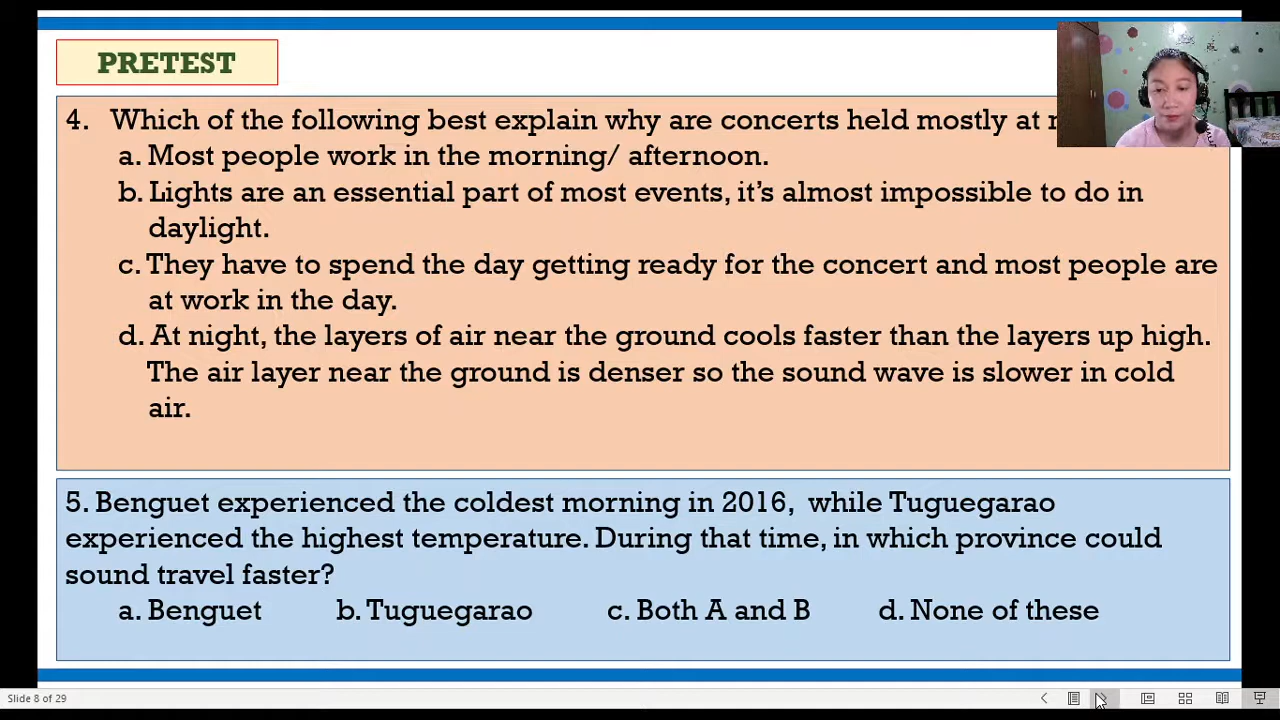 PRETEST
4. Which of the following best explain why are concerts held mostly at
a. Most people work in the morning/ afternoon.
b. Lights are an essential part of most events, it's almost impossible to do in
daylight.
c. They have to spend the day getting ready for the concert and most people are
at work in the day.
d. At night, the layers of air near the ground cools faster than the layers up high.
The air layer near the ground is denser so the sound wave is slower in cold
air.
5. Benguet experienced the coldest morning in 2016, while Tuguegarao
experienced the highest temperature. During that time, in which province could
sound travel faster?
a. Benguet b. Tuguegarao c. Both A and B d. None of these
Slide 8 of 29